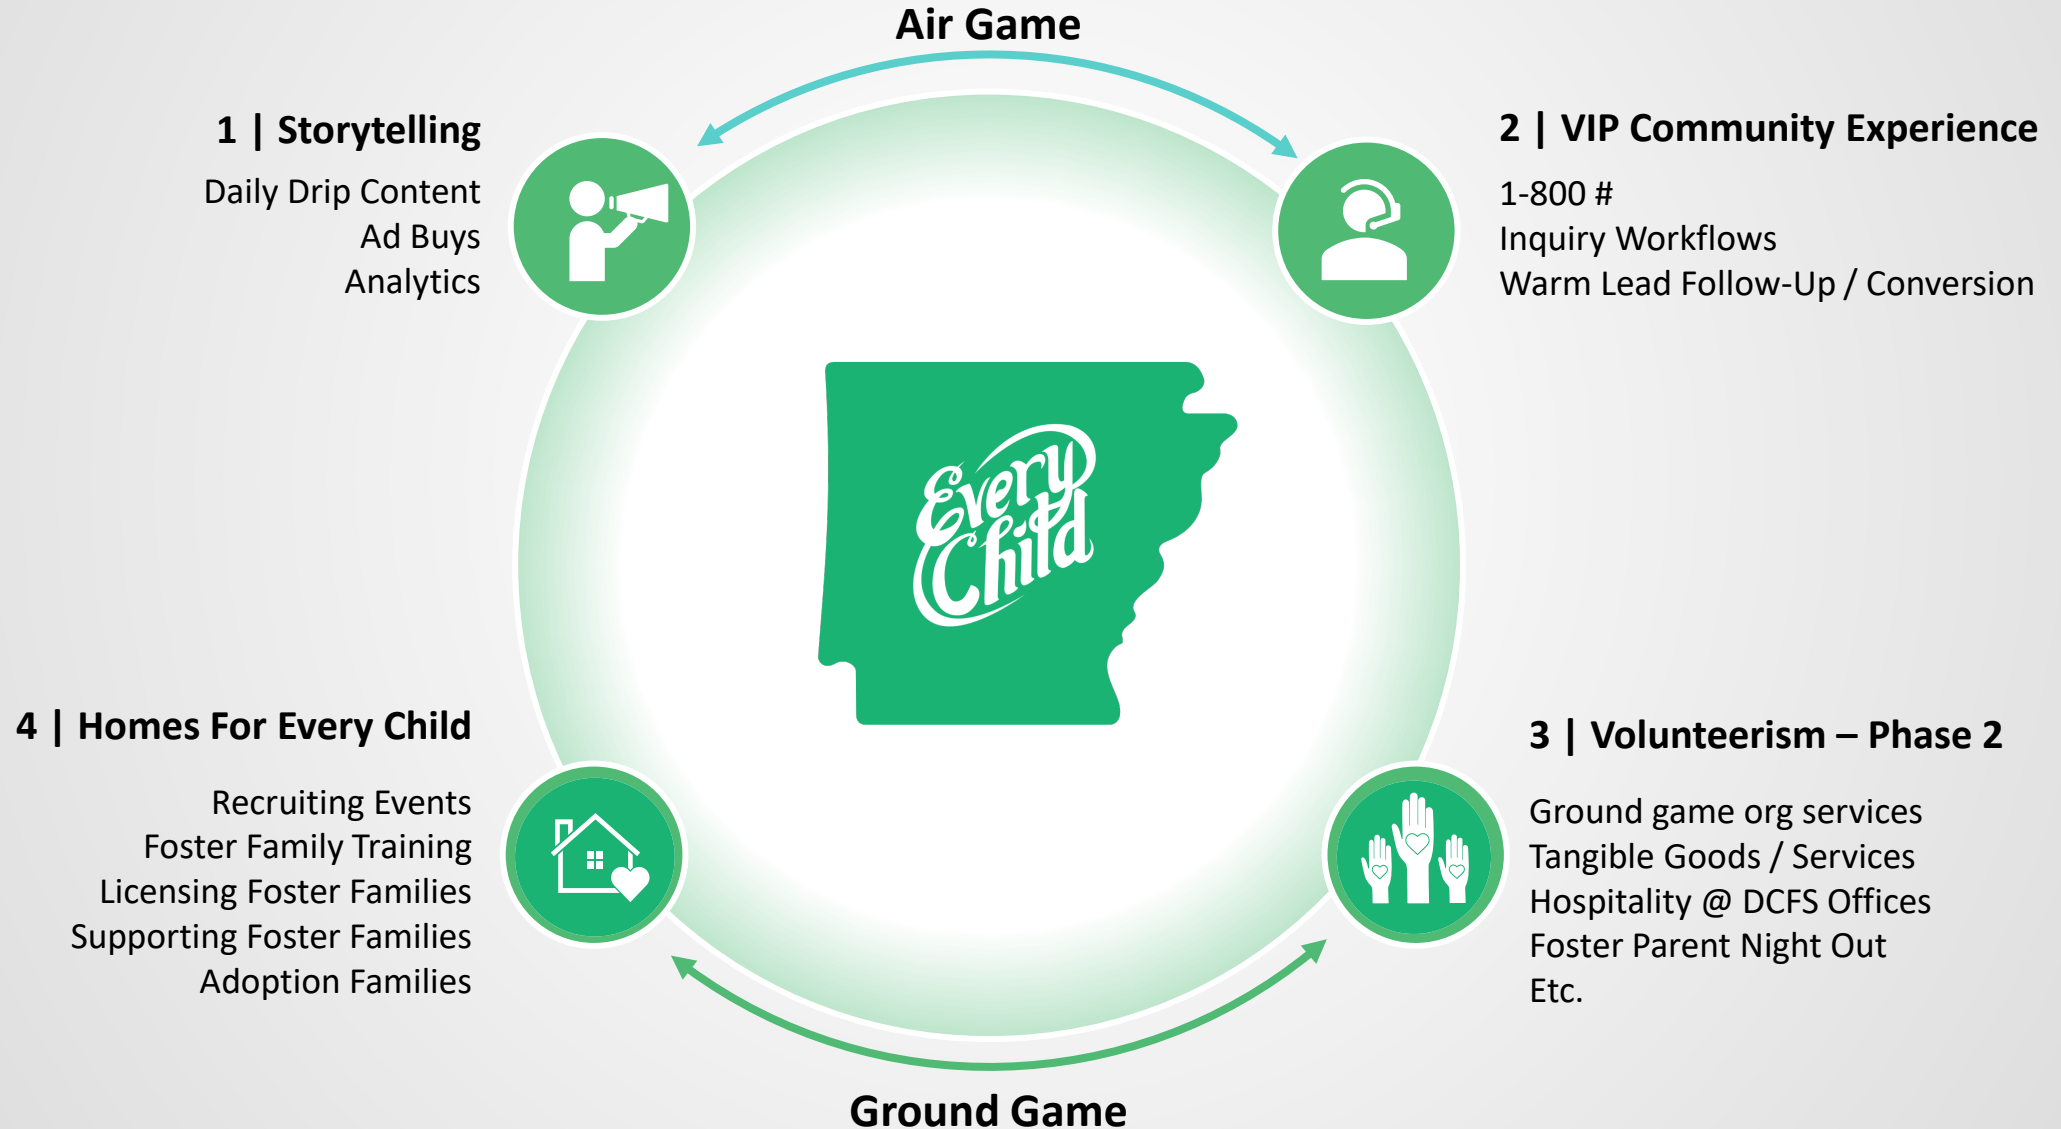 Air Game
1 | Storytelling
Daily Drip Content
Ad Buys
Analytics
2 | VIP Community Experience
1-800 #
Inquiry Workflows
Warm Lead Follow-Up / Conversion
Every
Child
4 | Homes For Every Child
Recruiting Events
Foster Family Training
Licensing Foster Families
Supporting Foster Families
Adoption Families
3 | Volunteerism – Phase 2
Ground game org services
Tangible Goods / Services
Hospitality @ DCFS Offices
Foster Parent Night Out
Etc.
Ground Game